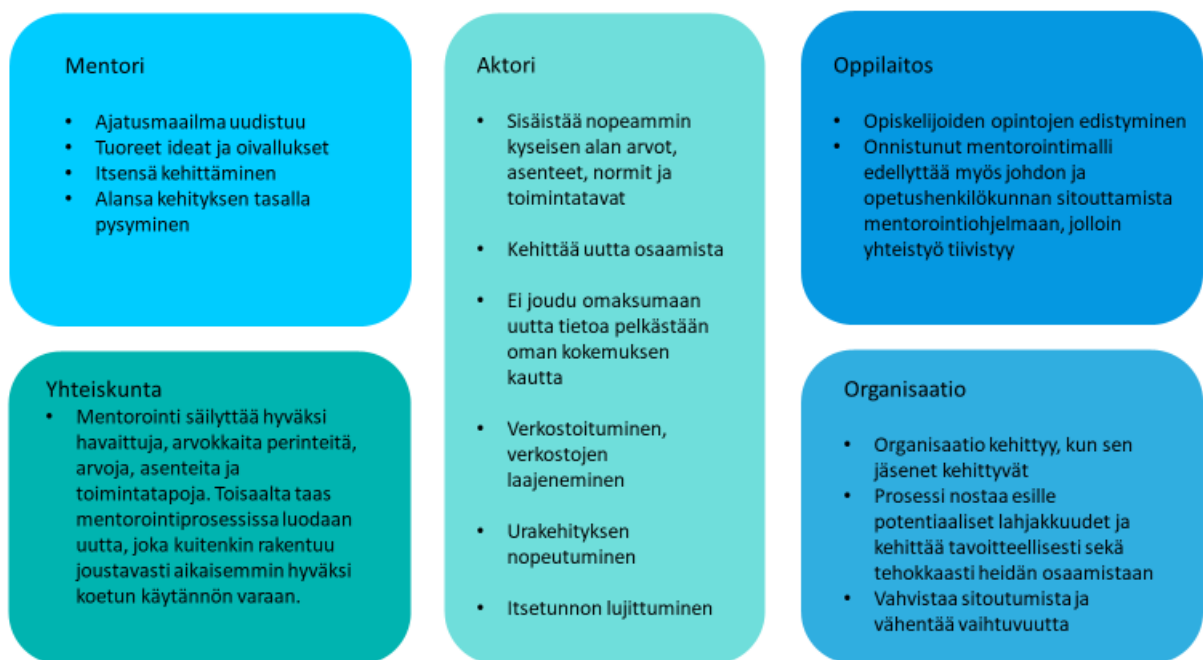 Mentori
• Ajatusmaailma uudistuu
• Tuoreet ideat ja oivallukset
• Itsensä kehittäminen
• Alansa kehityksen tasalla
pysyminen
Yhteiskunta
• Mentorointi säilyttää hyväksi
havaittuja, arvokkaita perinteitä,
arvoja, asenteita ja
toimintatapoja. Toisaalta taas
mentorointiprosessissa luodaan
uutta, joka kuitenkin rakentuu
joustavasti aikaisemmin hyväksi
koetun käytännön varaan.
Aktori
• Sisäistää nopeammin
kyseisen alan arvot,
asenteet, normit ja
toimintatavat
• Kehittää uutta osaamista
• Ei joudu omaksumaan
uutta tietoa pelkästään
oman kokemuksen
kautta
• Verkostoituminen,
verkostojen
laajeneminen
• Urakehityksen
nopeutuminen
• Itsetunnon lujittuminen
Oppilaitos
• Opiskelijoiden opintojen edistyminen
• Onnistunut mentorointimalli
edellyttää myös johdon ja
opetushenkilökunnan sitouttamista
mentorointiohjelmaan, jolloin
yhteistyö tiivistyy
Organisaatio
• Organisaatio kehittyy, kun sen
jäsenet kehittyvät
• Prosessi nostaa esille
potentiaaliset lahjakkuudet ja
kehittää tavoitteellisesti sekä
tehokkaasti heidän osaamistaan
• Vahvistaa sitoutumista ja
vähentää vaihtuvuutta